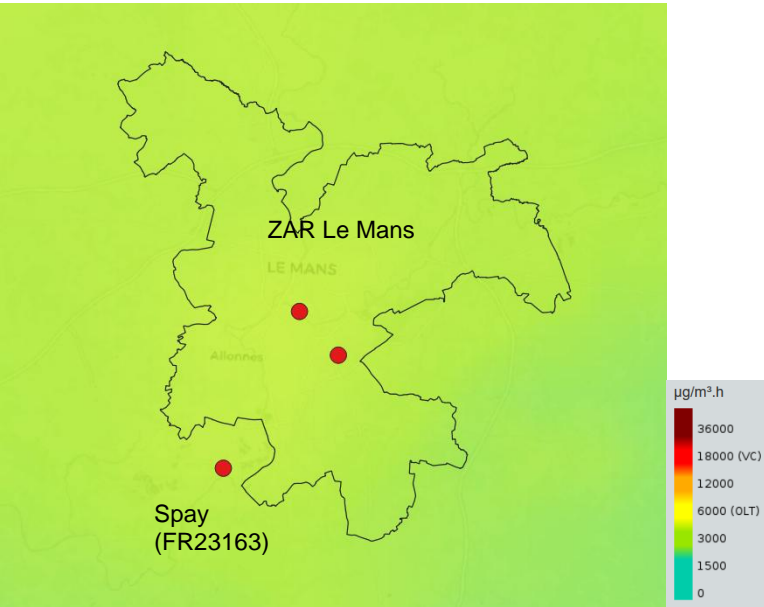 ZAR Le Mans
LE MANS
Allonnes
Spay
(FR23163)
µg/m³.h
36000
18000 (VC)
12000
6000 (OLT)
3000
1500
0